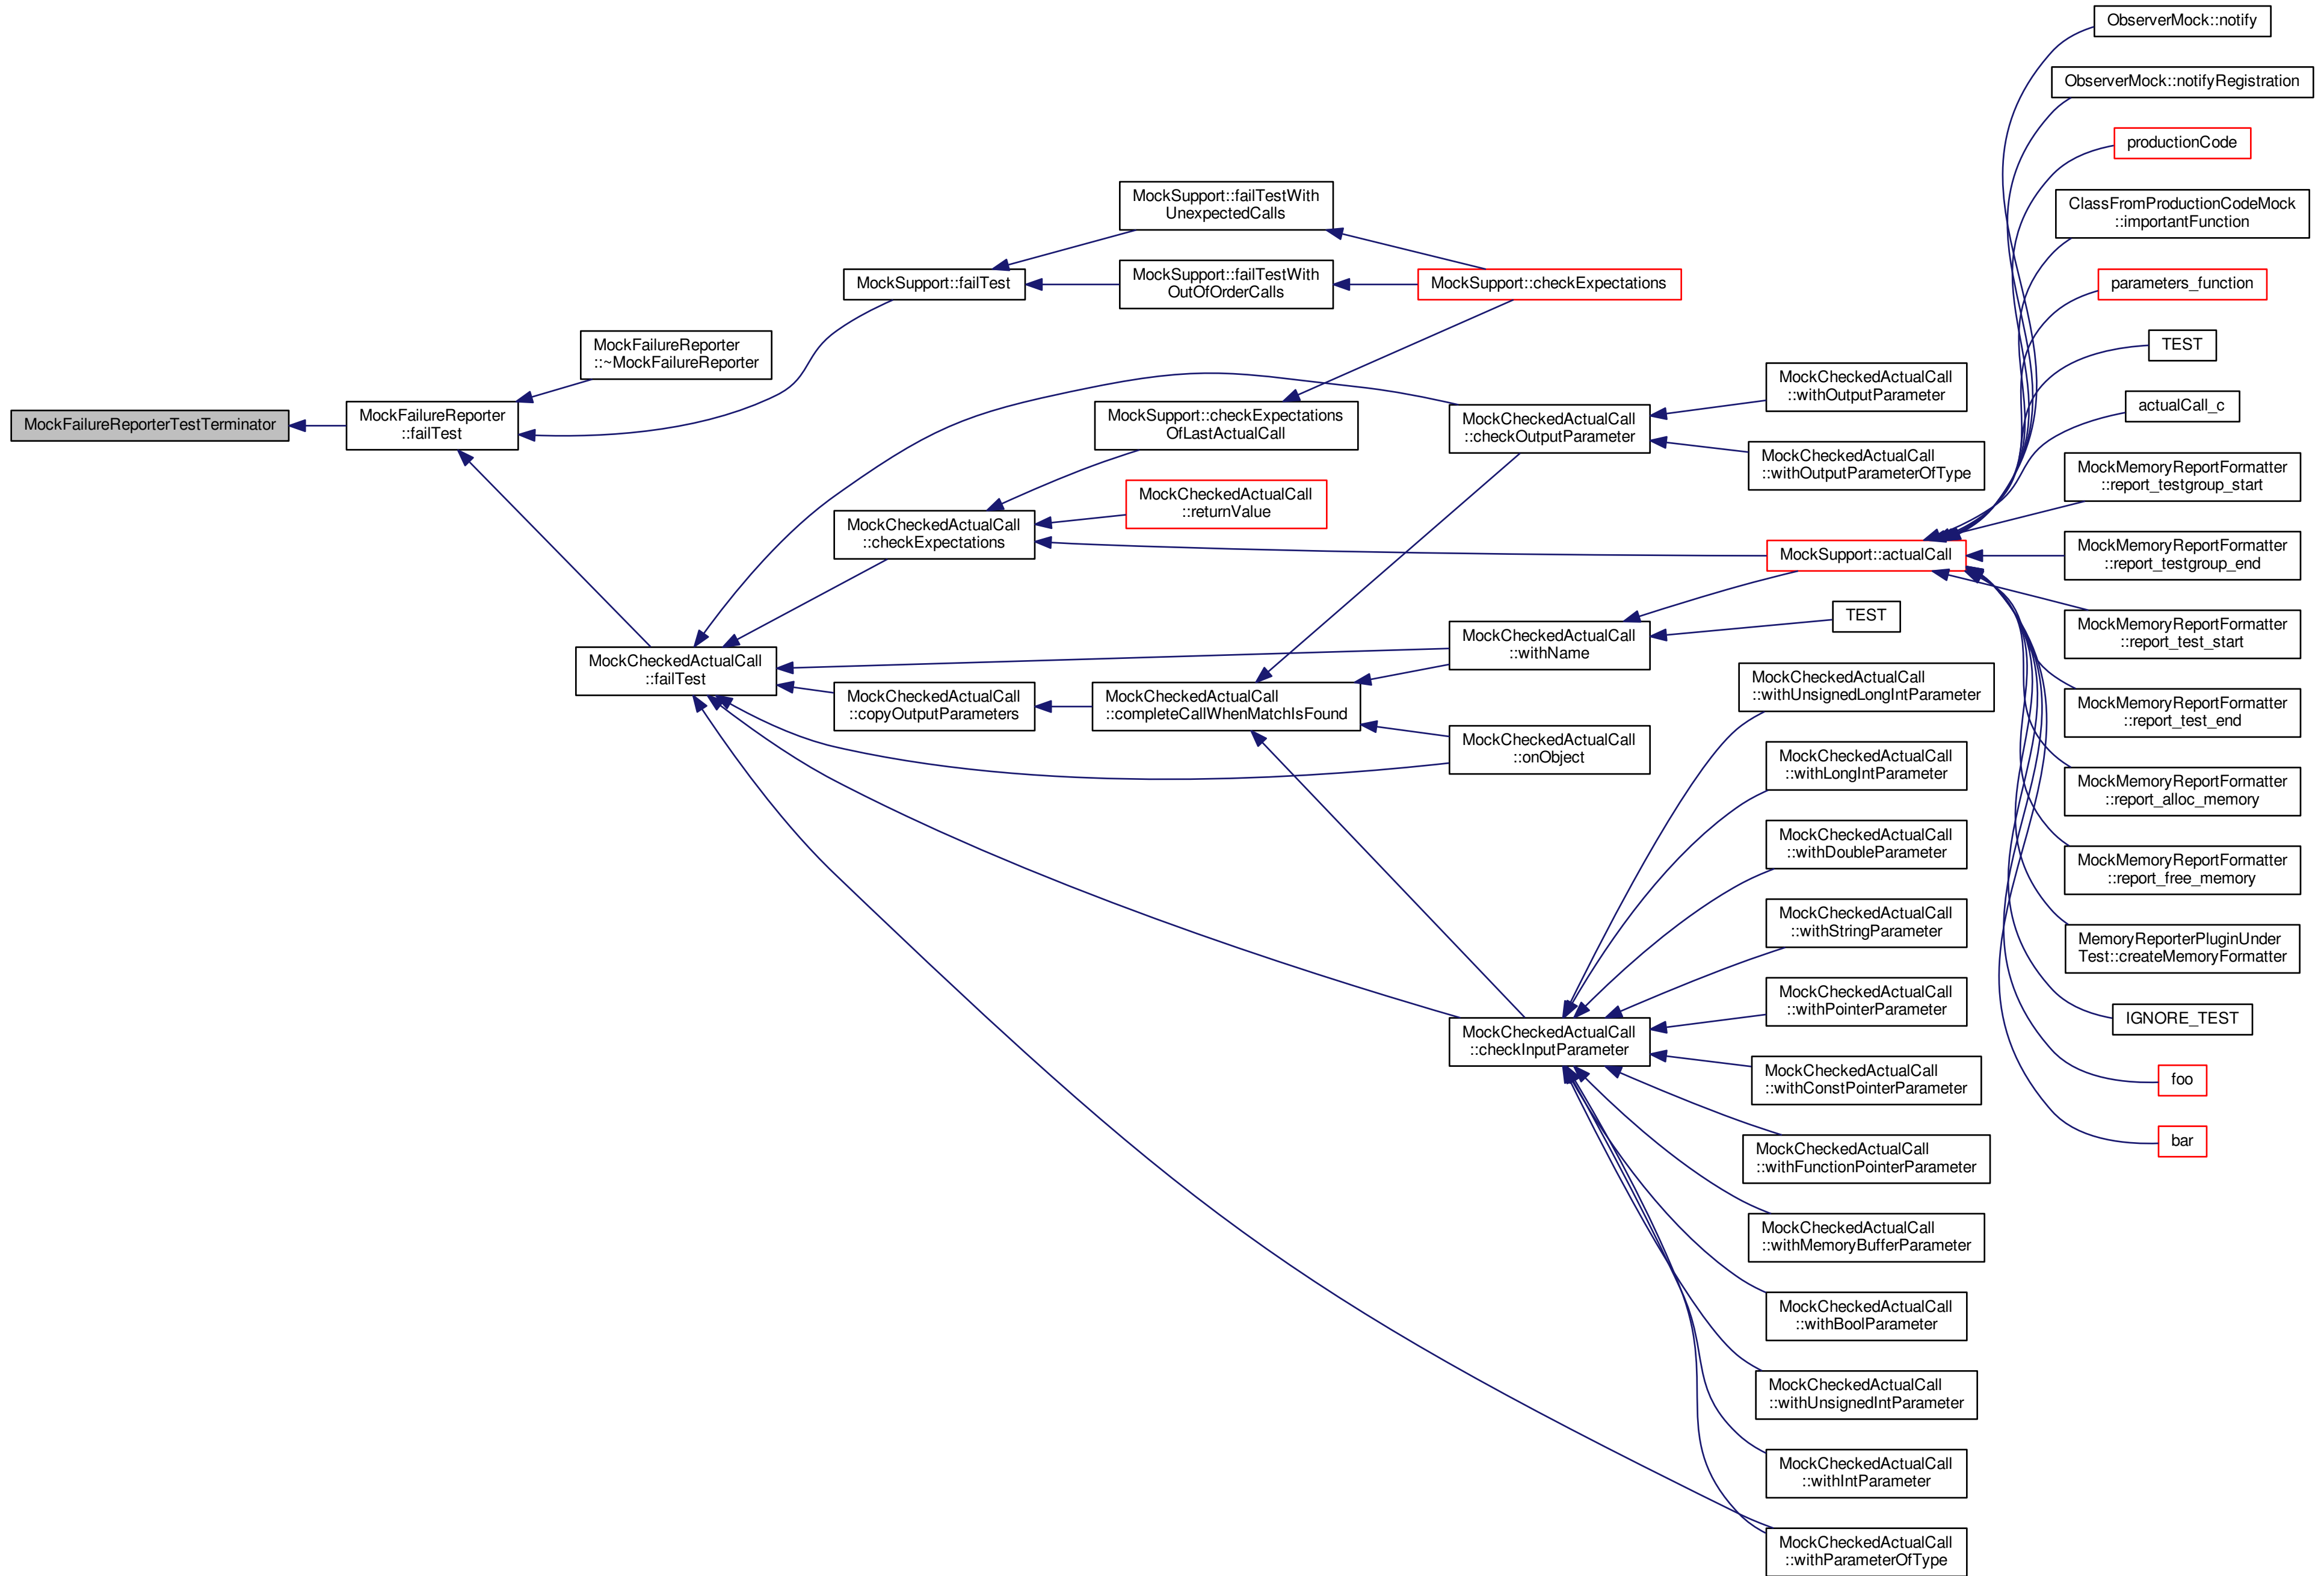 MockFailureReporterTestTerminator
MockFailureReporter
::failTest
MockFailureReporter
::~MockFailureReporter
MockSupport::failTest
MockSupport::failTestWith
UnexpectedCalls
MockSupport::failTestWith
OutOfOrderCalls
MockSupport::checkExpectations
MockSupport::checkExpectations
OfLastActualCall
MockCheckedActualCall
::returnValue
MockCheckedActualCall
::checkExpectations
MockCheckedActualCall
::failTest
MockCheckedActualCall
::copyOutputParameters
MockCheckedActualCall
::completeCallWhenMatchIsFound
MockCheckedActualCall
::checkOutputParameter
MockCheckedActualCall
::withOutputParameter
MockCheckedActualCall
::withOutputParameterOfType
MockSupport::actualCall
MockCheckedActualCall
::withName
TEST
MockCheckedActualCall
::onObject
MockCheckedActualCall
::checkInputParameter
MockCheckedActualCall
::withUnsignedLongIntParameter
MockCheckedActualCall
::withLongIntParameter
MockCheckedActualCall
::withDoubleParameter
MockCheckedActualCall
::withStringParameter
MockCheckedActualCall
::withPointerParameter
MockCheckedActualCall
::withConstPointerParameter
MockCheckedActualCall
::withFunctionPointerParameter
MockCheckedActualCall
::withMemoryBufferParameter
MockCheckedActualCall
::withBoolParameter
MockCheckedActualCall
::withUnsignedIntParameter
MockCheckedActualCall
::withIntParameter
MockCheckedActualCall
::withParameterOfType
ObserverMock::notify
ObserverMock::notifyRegistration
productionCode
ClassFromProductionCodeMock
::importantFunction
parameters_function
TEST
actualCall_c
MockMemoryReportFormatter
::report_testgroup_start
MockMemoryReportFormatter
::report_testgroup_end
MockMemoryReportFormatter
::report_test_start
MockMemoryReportFormatter
::report_test_end
MockMemoryReportFormatter
::report_alloc_memory
MockMemoryReportFormatter
::report_free_memory
MemoryReporterPluginUnder
Test::createMemoryFormatter
IGNORE_TEST
foo
bar